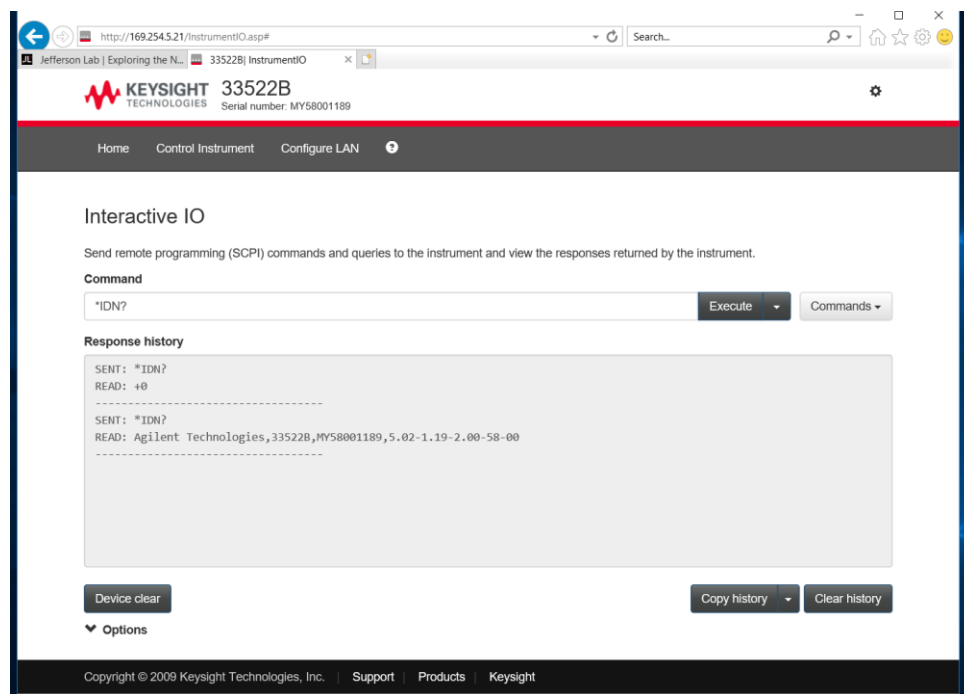 http://169.254.5.21/InstrumentIO.asp#
Search...
JL Jefferson Lab | Exploring the N... 33522B| InstrumentIO
KEYSIGHT TECHNOLOGIES
33522B
Serial number: MY58001189
Home Control Instrument Configure LAN ?
Interactive IO
Send remote programming (SCPI) commands and queries to the instrument and view the responses returned by the instrument.
Command
*IDN? Execute Commands
Response history
SENT: *IDN?
READ: +0
-----------------------------------
SENT: *IDN?
READ: Agilent Technologies,33522B,MY58001189,5.02-1.19-2.00-58-00
-----------------------------------
Device clear Copy history Clear history
Options
Copyright © 2009 Keysight Technologies, Inc. | Support | Products | Keysight